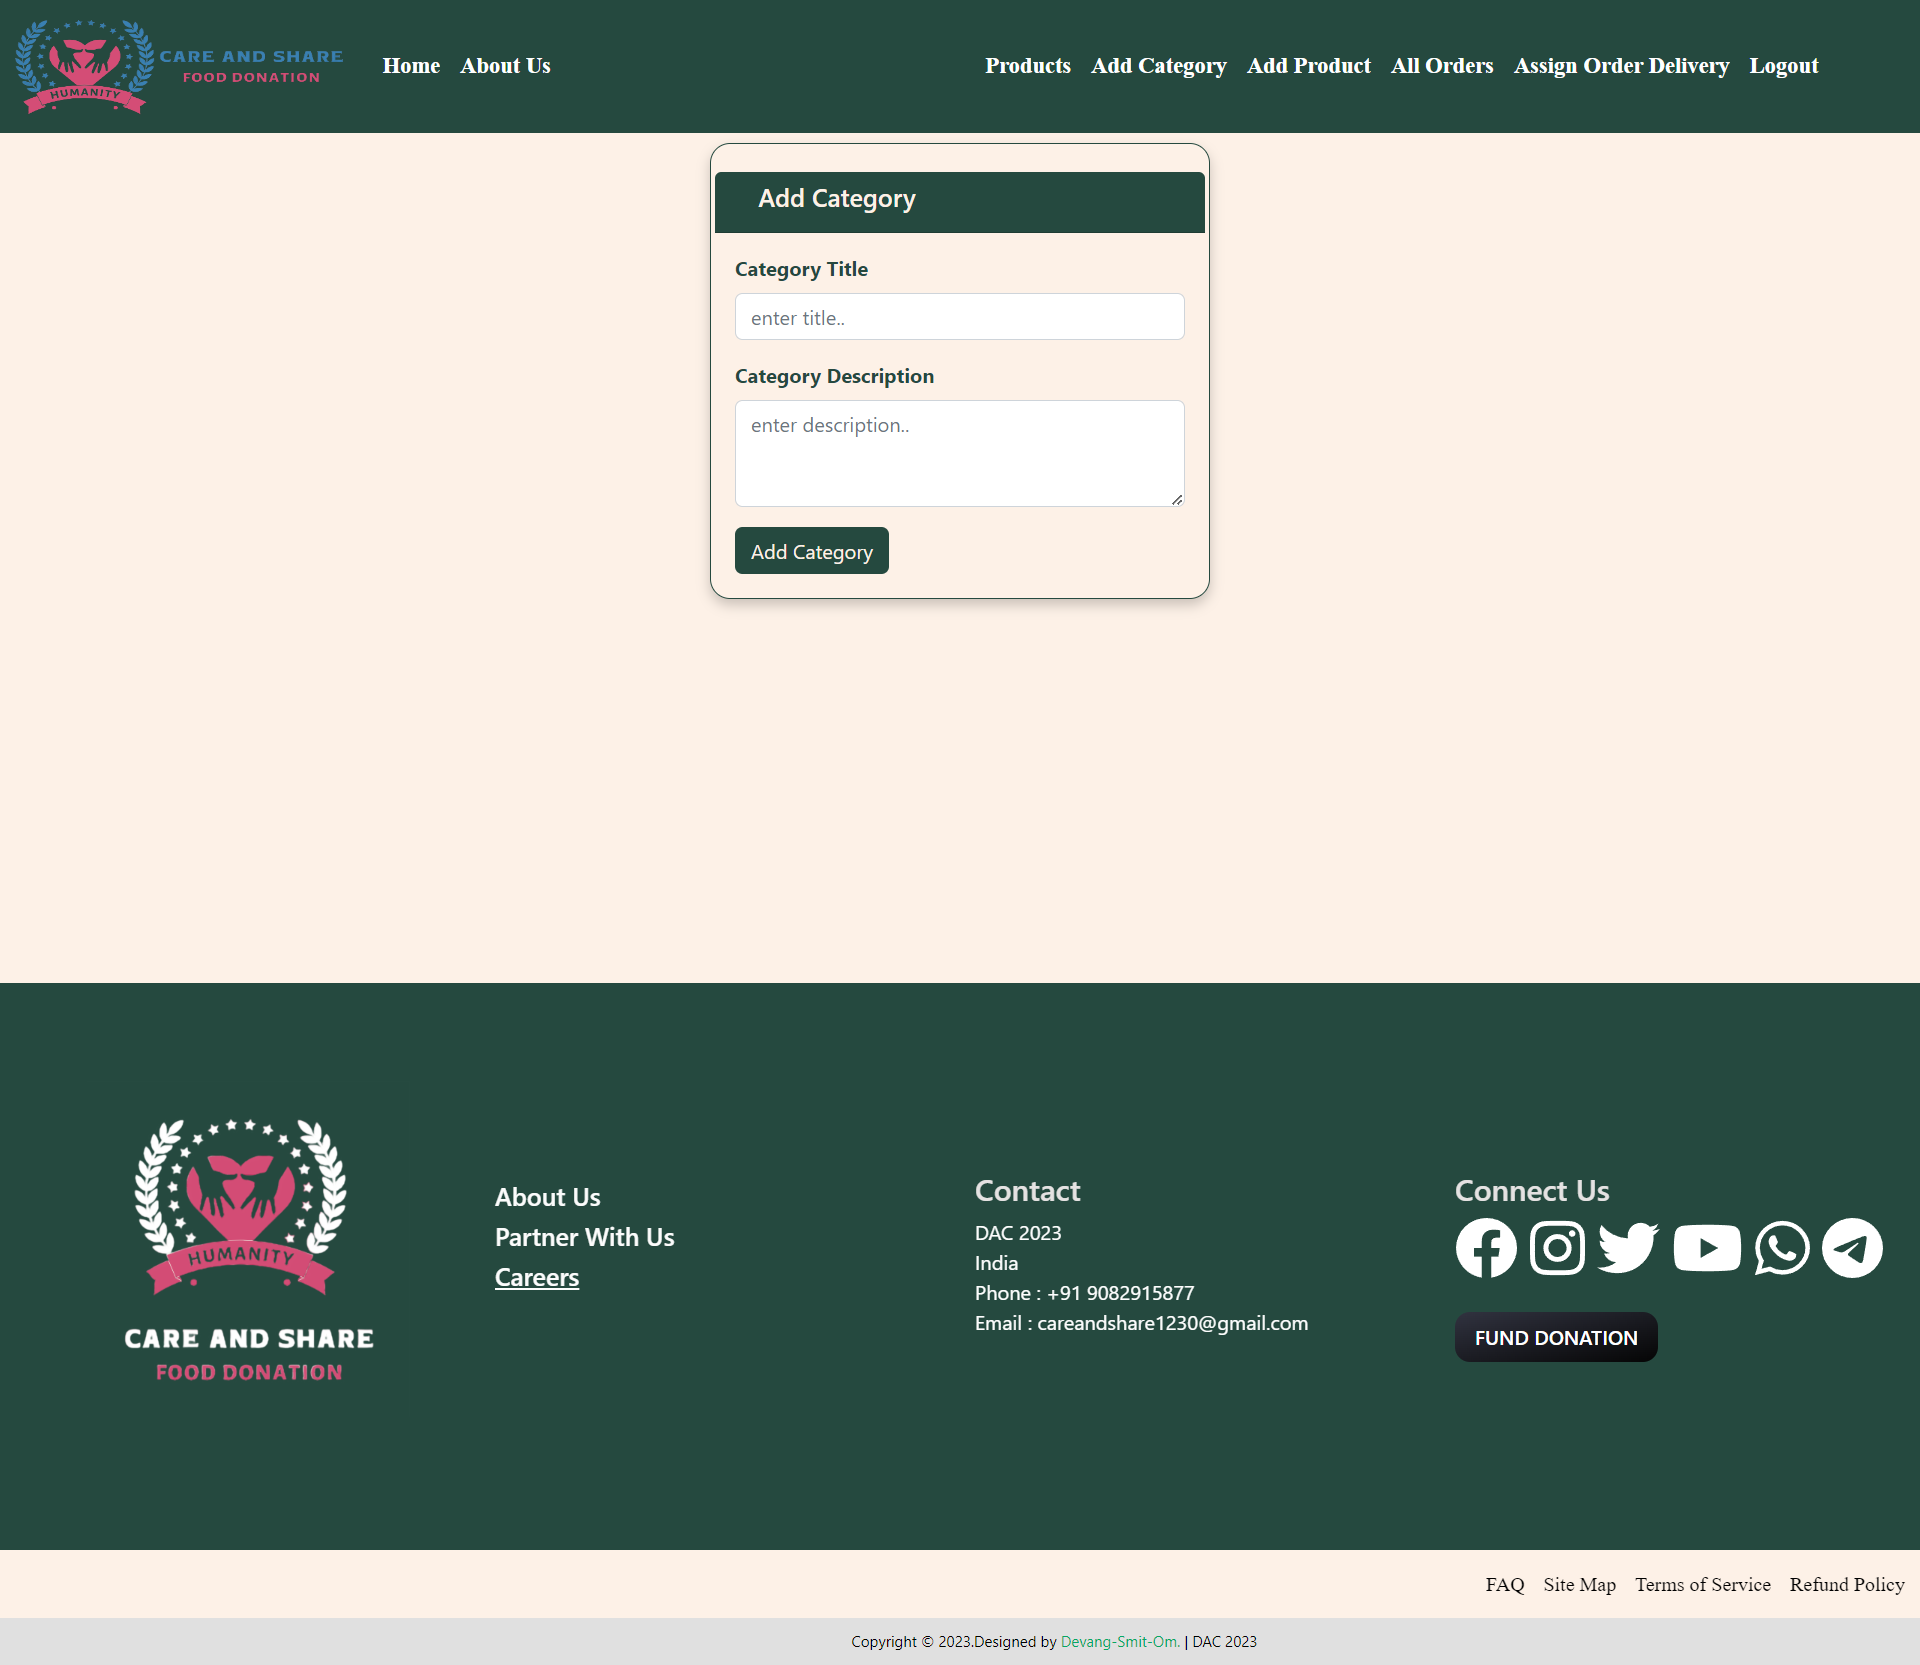 CARE AND SHARE
FOOD DONATION
HUMANITY
Home About Us Products Add Category Add Product All Orders Assign Order Delivery Logout
Add Category
Category Title
enter title..
Category Description
enter description..
Add Category
HUMANITY
CARE AND SHARE
FOOD DONATION
About Us
Partner With Us
Careers
Contact
DAC 2023
India
Phone : +91 9082915877
Email : careandshare1230@gmail.com
Connect Us
FUND DONATION
FAQ Site Map Terms of Service Refund Policy
Copyright © 2023.Designed by Devang-Smit-Om. | DAC 2023